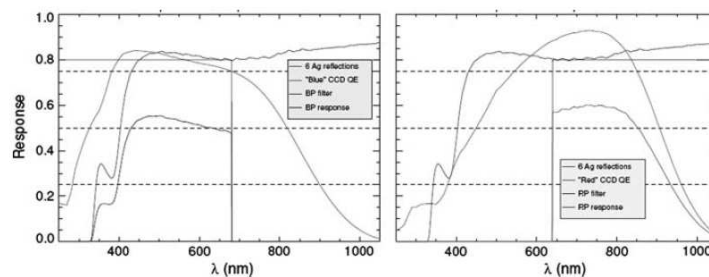 1.0
0.8
0.6
0.4
0.2
0.0
Response
400 600 800 1000
λ (nm)
6 Ag reflections
"Blue" CCD QE
BP filter
BP response
400 600 800 1000
λ (nm)
6 Ag reflections
"Red" CCD QE
RP filter
RP response